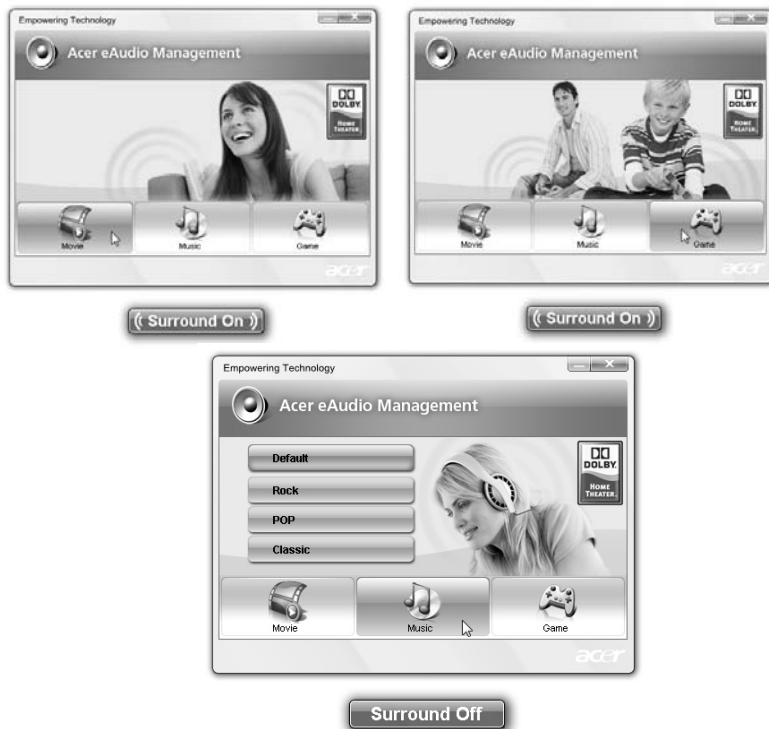 Empowering Technology
Acer eAudio Management
DOLBY
HOME THEATER
Movie
Music
Game
acer
Surround On
Empowering Technology
Acer eAudio Management
DOLBY
HOME THEATER
Movie
Music
Game
acer
Surround On
Empowering Technology
Acer eAudio Management
Default
Rock
POP
Classic
DOLBY
HOME THEATER
Movie
Music
Game
acer
Surround Off